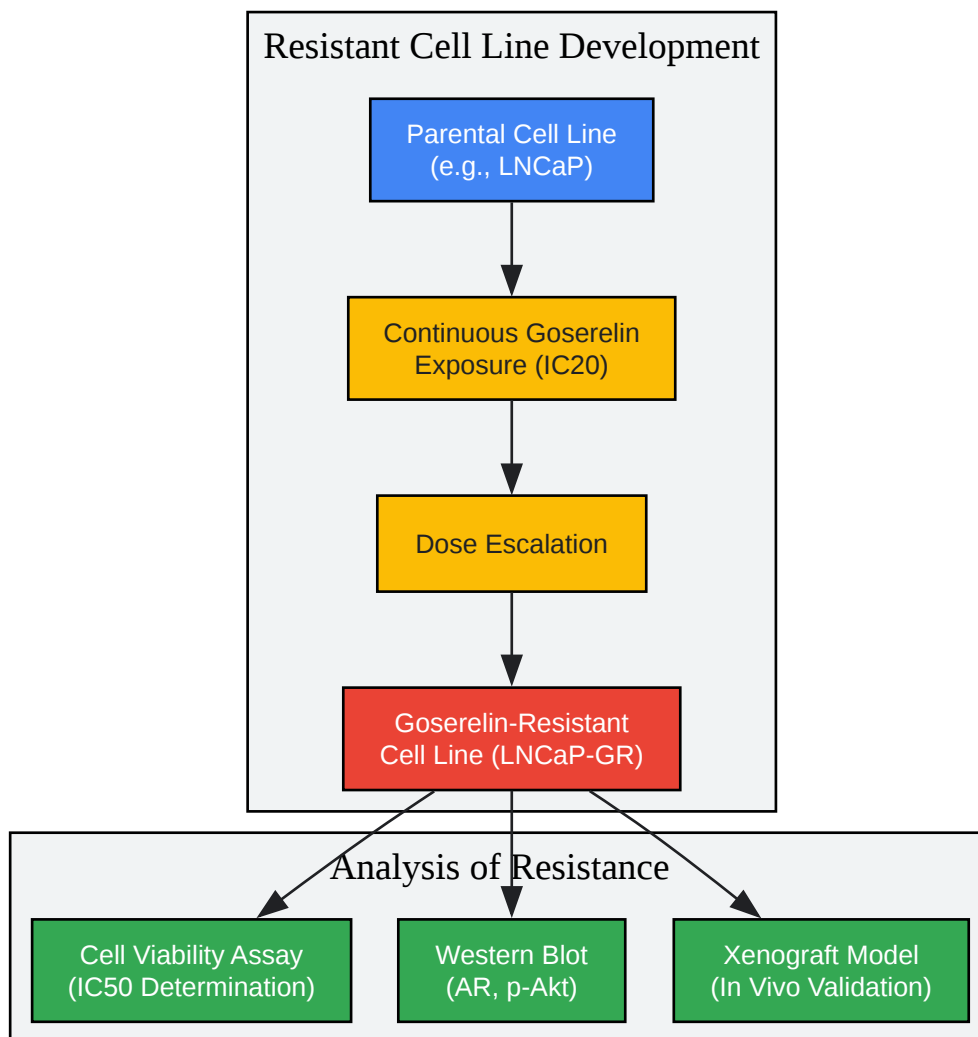 Resistant Cell Line Development
Parental Cell Line
(e.g., LNCaP)
Continuous Goserelin
Exposure (IC20)
Dose Escalation
Goserelin-Resistant
Cell Line (LNCaP-GR)
Analysis of Resistance
Cell Viability Assay
(IC50 Determination)
Western Blot
(AR, p-Akt)
Xenograft Model
(In Vivo Validation)